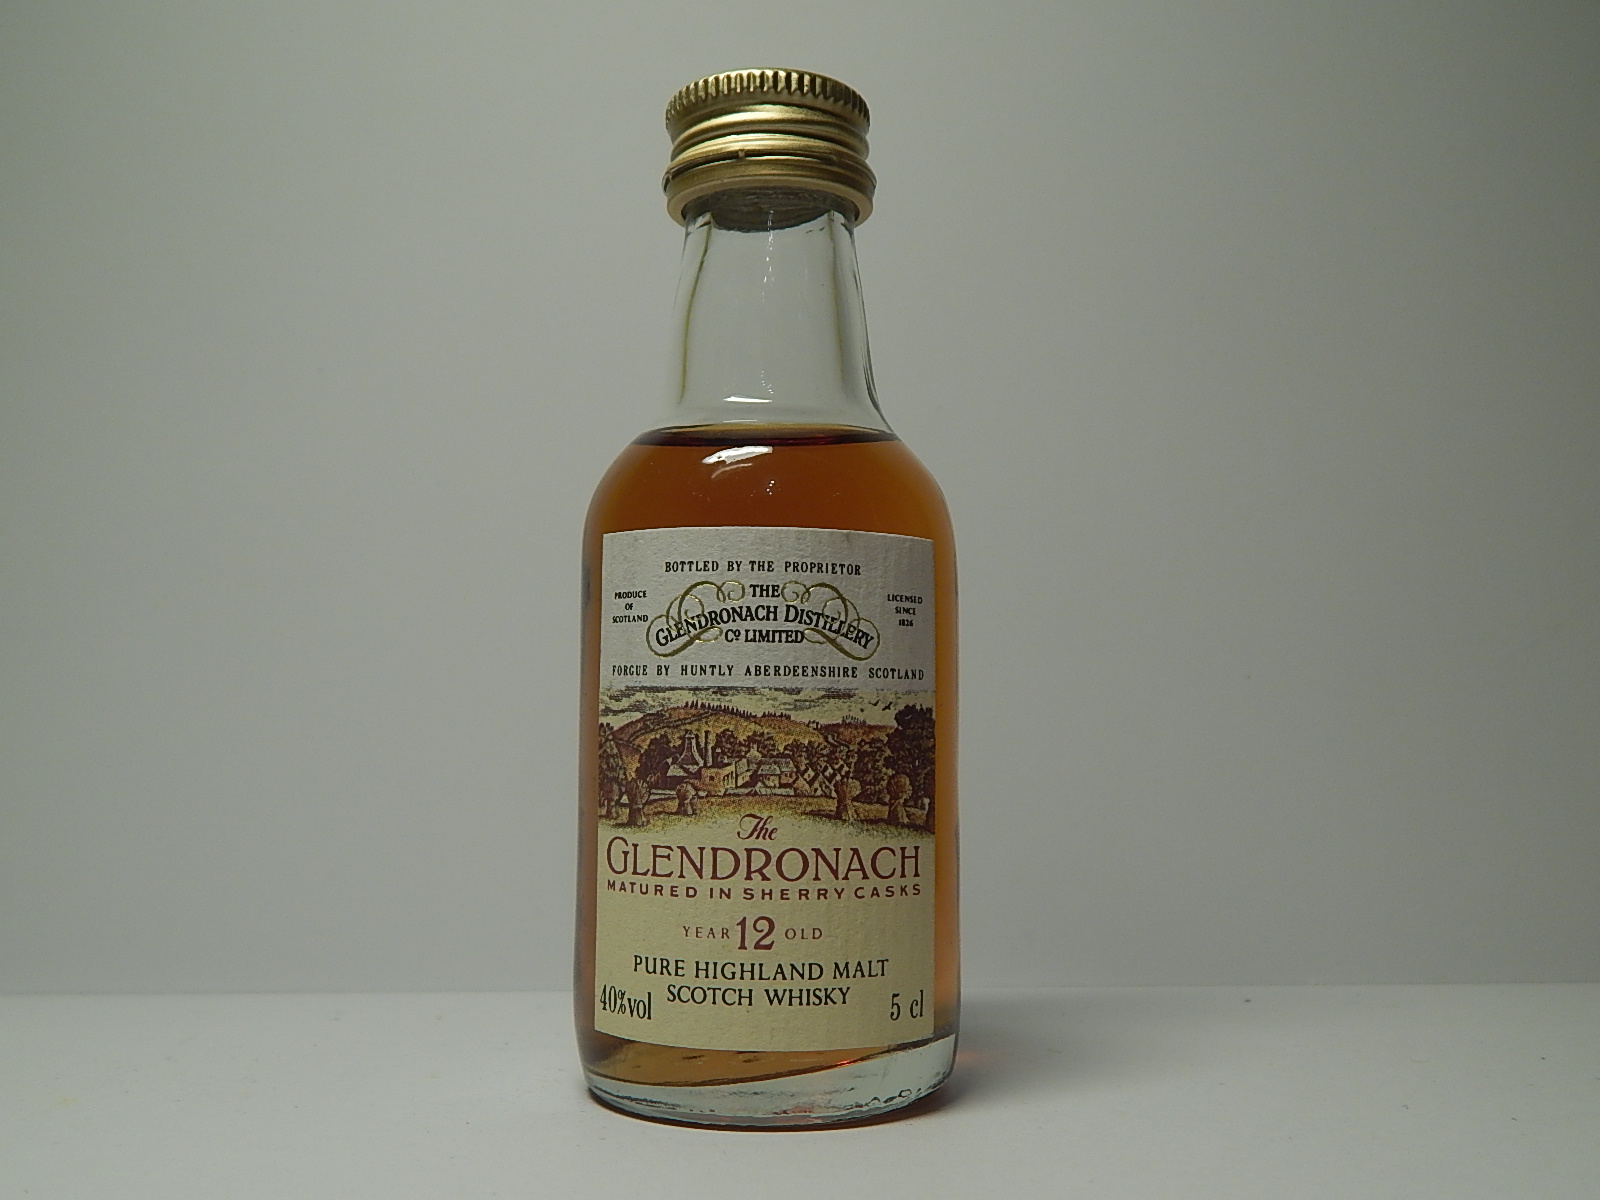 BOTTLED BY THE PROPRIETOR
PRODUCE
OF
SCOTLAND
THE
GLENDRONACH DISTILLERY
Cº LIMITED
LICENSED
SINCE
1826
FORGUE BY HUNTLY ABERDEENSHIRE SCOTLAND
The
GLENDRONACH
MATURED IN SHERRY CASKS
YEAR 12 OLD
PURE HIGHLAND MALT
SCOTCH WHISKY
40%vol
5 cl